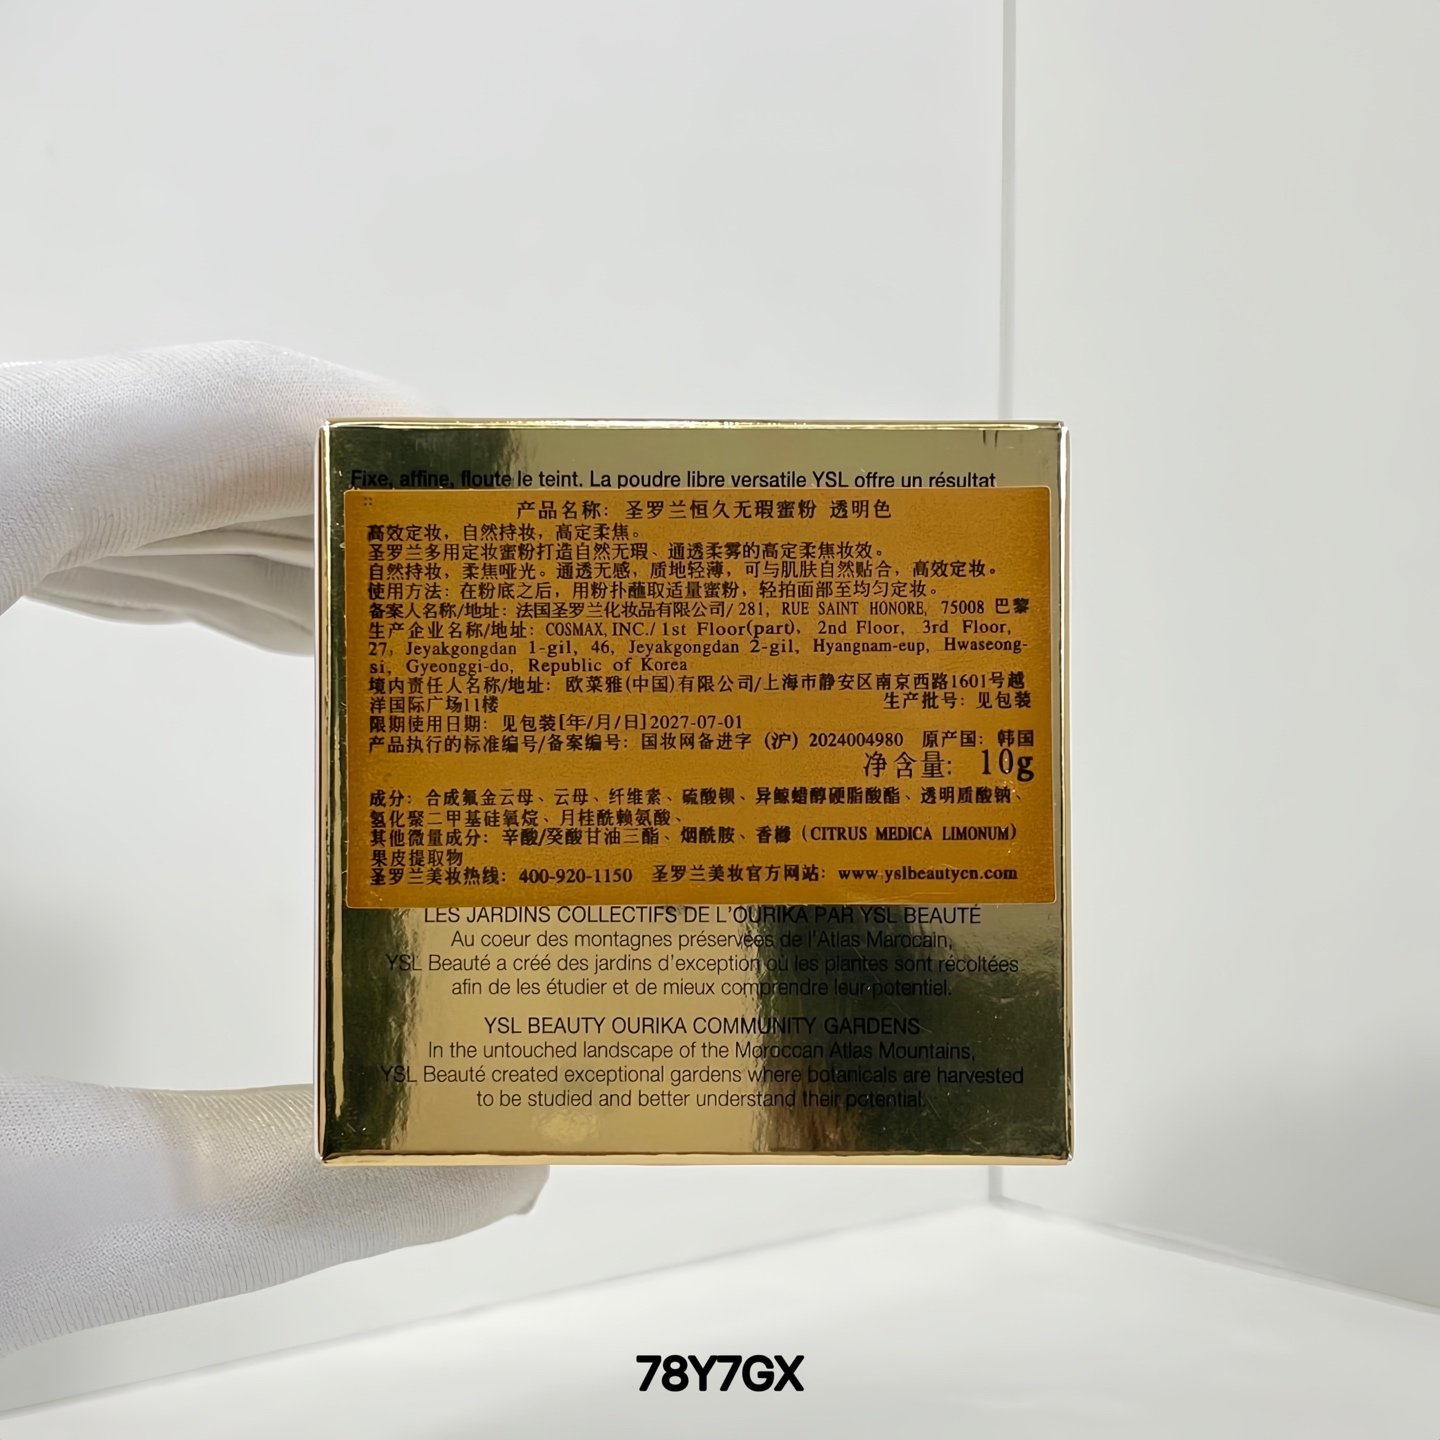 Fixe, affine, floute le teint. La poudre libre versatile YSL offre un résultat
产品名称：圣罗兰恒久无瑕蜜粉 透明色
高效定妆，自然持妆，高定柔焦。
圣罗兰多用定妆蜜粉打造自然无瑕、通透柔雾的高定柔焦妆效。
自然持妆，柔焦哑光。通透无感，质地轻薄，可与肌肤自然贴合，高效定妆。
使用方法：在粉底之后，用粉扑蘸取适量蜜粉，轻拍面部至均匀定妆。
备案人名称/地址：法国圣罗兰化妆品有限公司/ 281, RUE SAINT HONORE, 75008 巴黎
生产企业名称/地址：COSMAX, INC./ 1st Floor(part), 2nd Floor, 3rd Floor,
27, Jeyakgongdan 1-gil, 46, Jeyakgongdan 2-gil, Hyangnam-eup, Hwaseong-
si, Gyeonggi-do, Republic of Korea
境内责任人名称/地址：欧莱雅(中国)有限公司/上海市静安区南京西路1601号越
洋国际广场11楼 生产批号：见包装
限期使用日期：见包装[年/月/日]2027-07-01
产品执行的标准编号/备案编号：国妆网备进字（沪）2024004980 原产国：韩国
净含量：10g
成分：合成氟金云母、云母、纤维素、硫酸钡、异鲸蜡醇硬脂酸酯、透明质酸钠、
氢化聚二甲基硅氧烷、月桂酰赖氨酸、
其他微量成分：辛酸/癸酸甘油三酯、烟酰胺、香橼（CITRUS MEDICA LIMONUM）
果皮提取物
圣罗兰美妆热线：400-920-1150 圣罗兰美妆官方网站：www.yslbeautycn.com
LES JARDINS COLLECTIFS DE L'OURIKA PAR YSL BEAUTÉ
Au coeur des montagnes préservées de l'Atlas Marocain,
YSL Beauté a créé des jardins d'exception où les plantes sont récoltées
afin de les étudier et de mieux comprendre leur potentiel.
YSL BEAUTY OURIKA COMMUNITY GARDENS
In the untouched landscape of the Moroccan Atlas Mountains,
YSL Beauté created exceptional gardens where botanicals are harvested
to be studied and better understand their potential.
78Y7GX